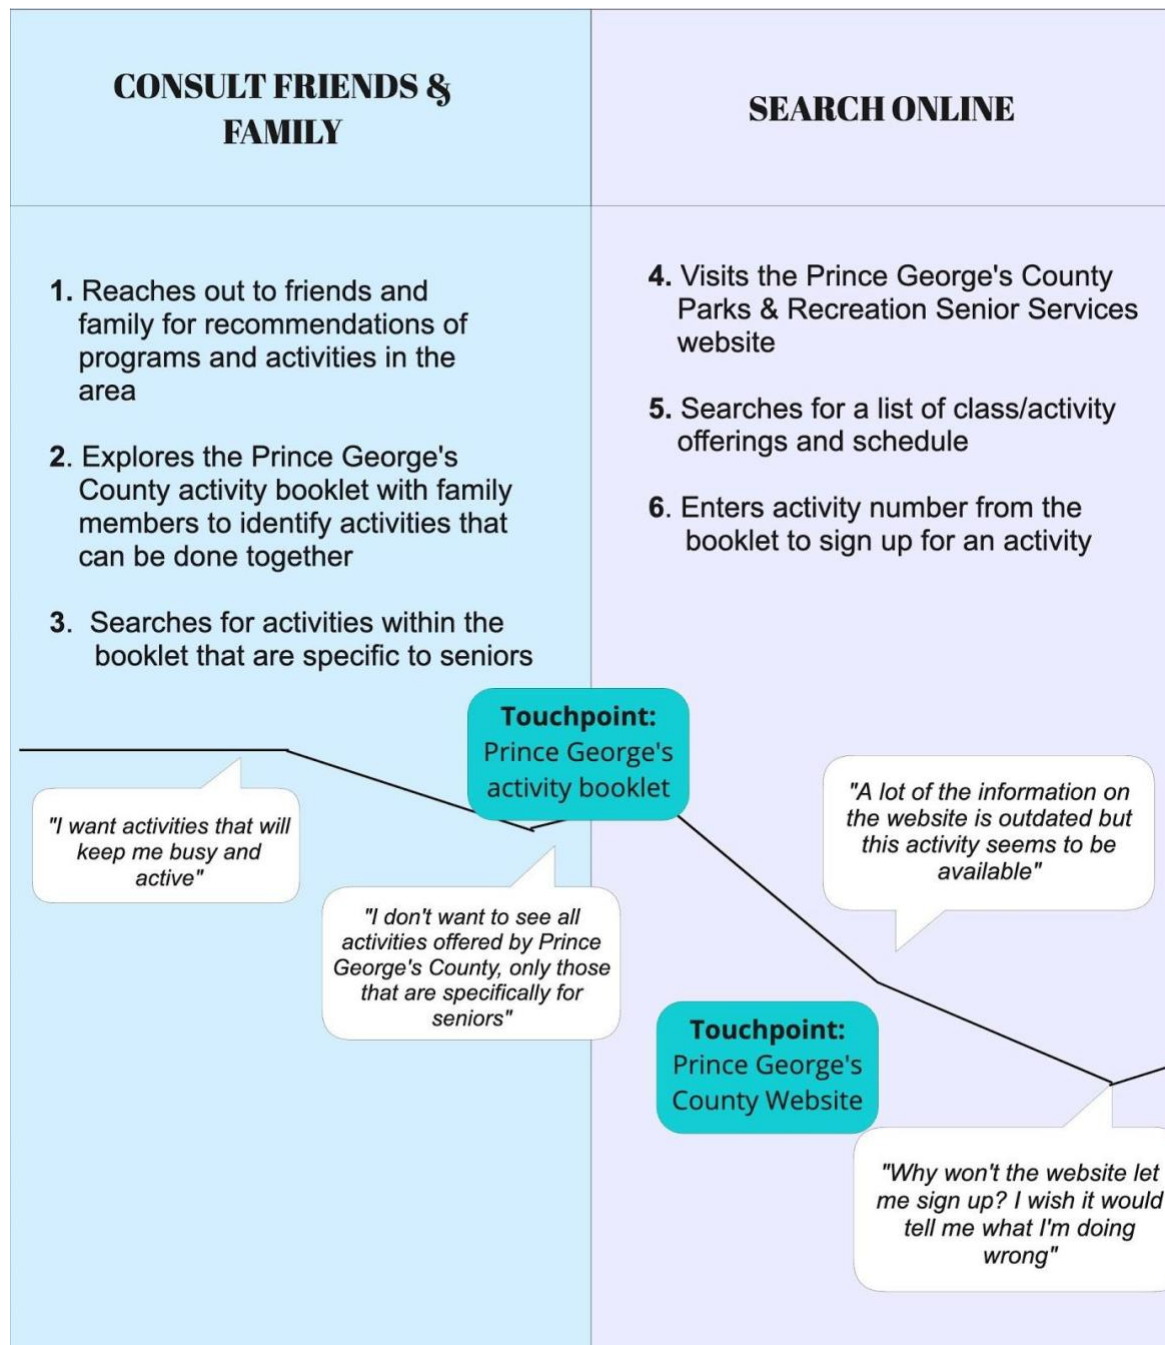 CONSULT FRIENDS &
FAMILY
1. Reaches out to friends and
family for recommendations of
programs and activities in the
area
2. Explores the Prince George's
County activity booklet with family
members to identify activities that
can be done together
3. Searches for activities within the
booklet that are specific to seniors
SEARCH ONLINE
4. Visits the Prince George's County
Parks & Recreation Senior Services
website
5. Searches for a list of class/activity
offerings and schedule
6. Enters activity number from the
booklet to sign up for an activity
Touchpoint:
Prince George's
activity booklet
"I want activities that will
keep me busy and
active"
"I don't want to see all
activities offered by Prince
George's County, only those
that are specifically for
seniors"
"A lot of the information on
the website is outdated but
this activity seems to be
available"
Touchpoint:
Prince George's
County Website
"Why won't the website let
me sign up? I wish it would
tell me what I'm doing
wrong"